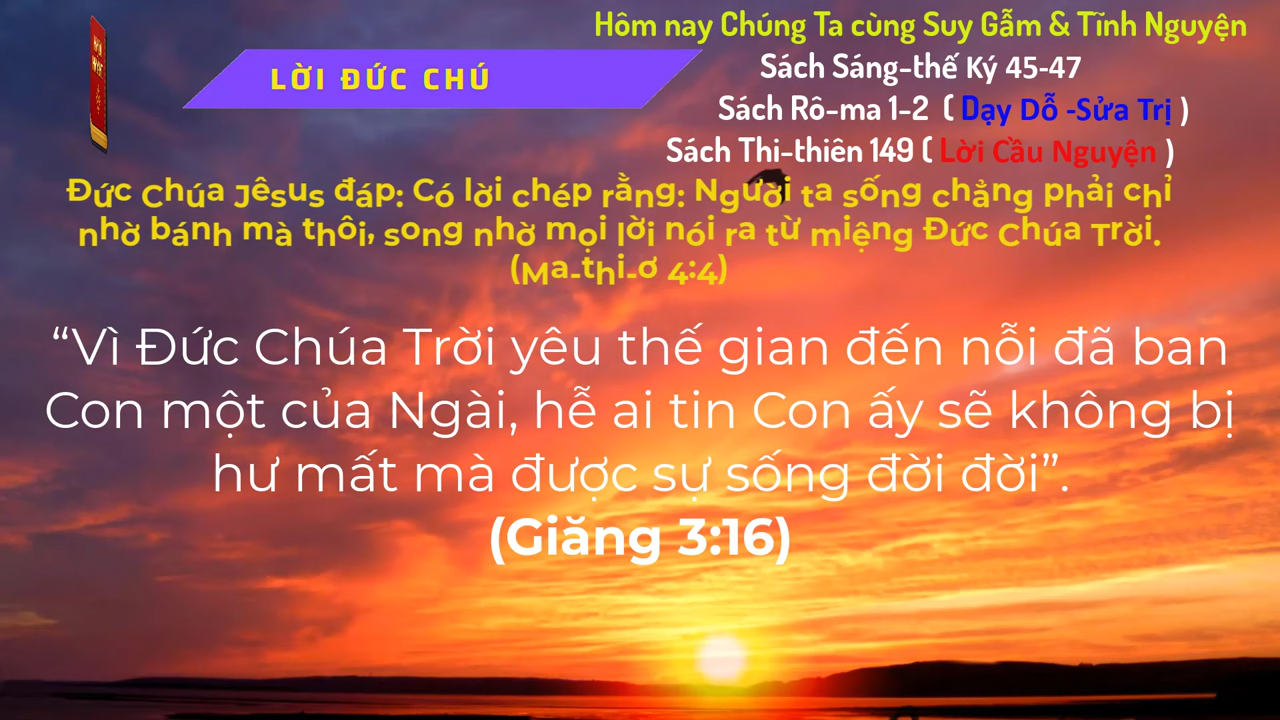 Hôm nay Chúng Ta cùng Suy Gẫm & Tĩnh Nguyện
LỜI ĐỨC CHÚ
Sách Sáng-thế Ký 45-47
Sách Rô-ma 1-2 ( Dạy Dỗ -Sửa Trị )
Sách Thi-thiên 149 ( Lời Cầu Nguyện )
Đức Chúa Jêsus đáp: Có lời chép rằng: Người ta sống chẳng phải chỉ
nhờ bánh mà thôi, song nhờ mọi lời nói ra từ miệng Đức Chúa Trời.
(Ma-thi-ơ 4:4)
“Vì Đức Chúa Trời yêu thế gian đến nỗi đã ban
Con một của Ngài, hễ ai tin Con ấy sẽ không bị
hư mất mà được sự sống đời đời”.
(Giăng 3:16)